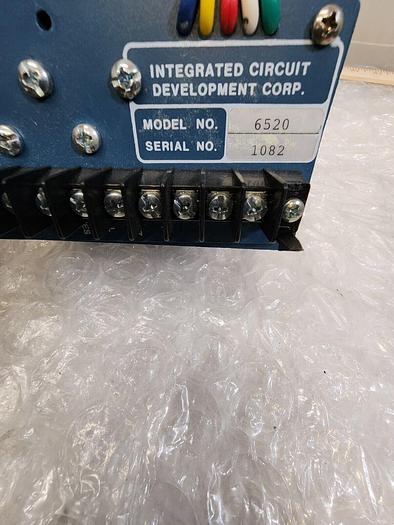 INTEGRATED CIRCUIT
DEVELOPMENT CORP.
MODEL NO. 6520
SERIAL NO. 1082